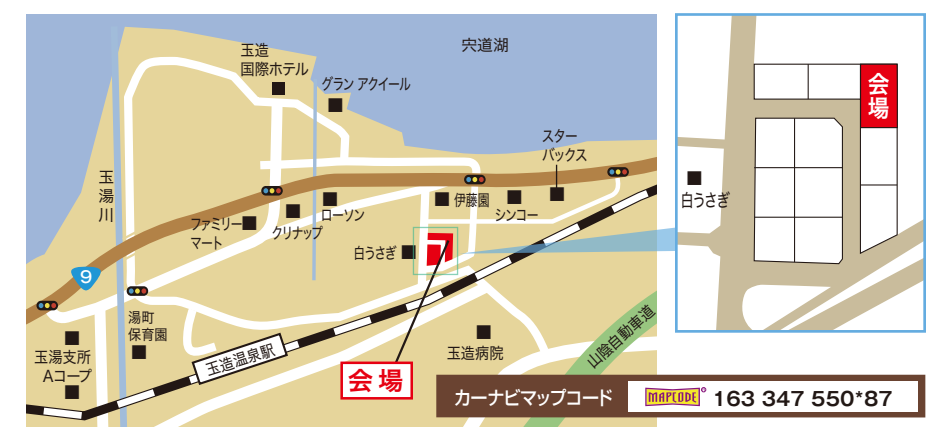 宍道湖
玉造
国際ホテル
グラン アクイール
スター
バックス
玉湯川
伊藤園
シンコー
ローソン
クリナップ
ファミリー
マート
白うさぎ
9
湯町
保育園
玉湯支所
Aコープ
玉造温泉駅
会場
玉造病院
山陰自動車道
会場
白うさぎ
カーナビマップコード
MAPCODE 163 347 550*87